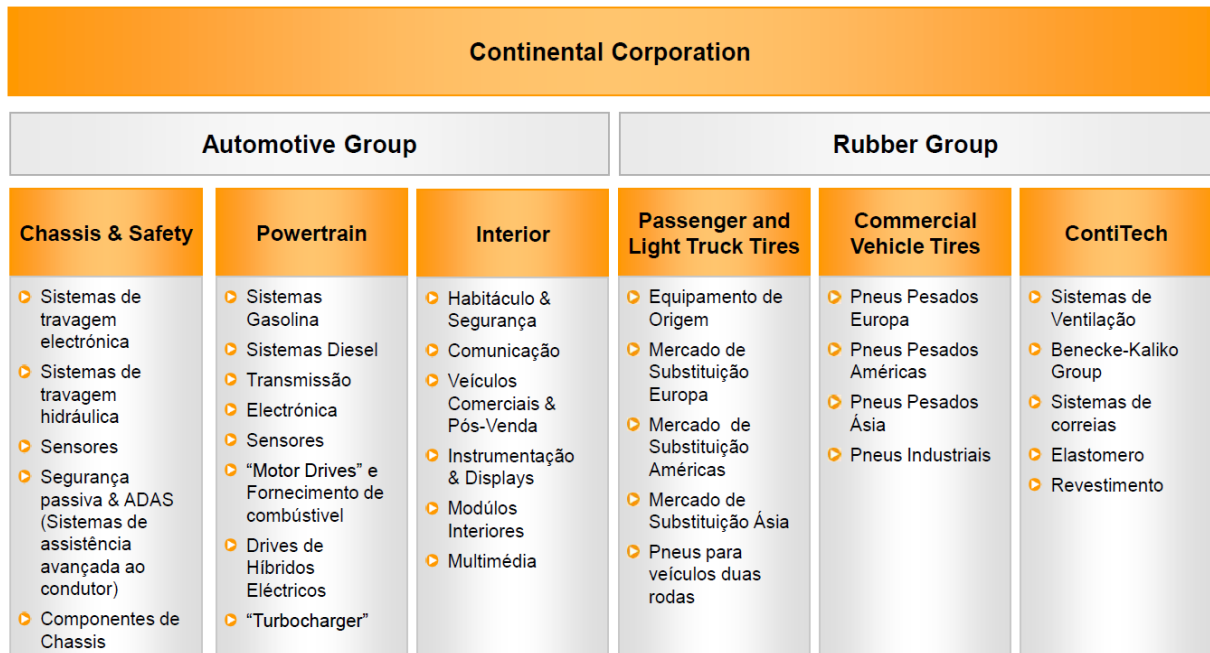 Continental Corporation
Automotive Group
Rubber Group
Chassis & Safety
Sistemas de
travagem
electrónica
Sistemas de
travagem
hidráulica
Sensores
Segurança
passiva & ADAS
(Sistemas de
assistência
avançada ao
condutor)
Componentes de
Chassis
Powertrain
Sistemas
Gasolina
Sistemas Diesel
Transmissão
Electrónica
Sensores
“Motor Drives” e
Fornecimento de
combústivel
Drives de
Híbridos
Eléctricos
“Turbocharger”
Interior
Habitáculo &
Segurança
Comunicação
Veículos
Comerciais &
Pós-Venda
Instrumentação
& Displays
Modúlos
Interiores
Multimédia
Passenger and
Light Truck Tires
Equipamento de
Origem
Mercado de
Substituição
Europa
Mercado de
Substituição
Américas
Mercado de
Substituição Ásia
Pneus para
veículos duas
rodas
Commercial
Vehicle Tires
Pneus Pesados
Europa
Pneus Pesados
Américas
Pneus Pesados
Ásia
Pneus Industriais
ContiTech
Sistemas de
Ventilação
Benecke-Kaliko
Group
Sistemas de
correias
Elastomero
Revestimento